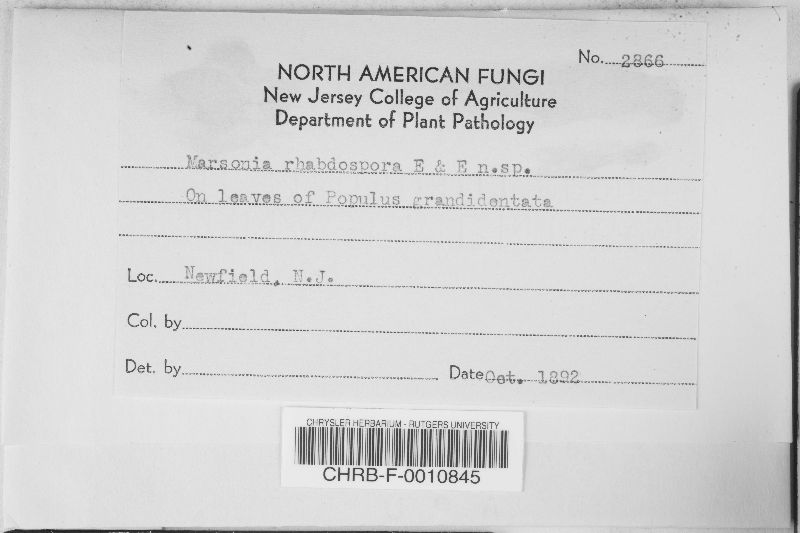 No. 2866
NORTH AMERICAN FUNGI
New Jersey College of Agriculture
Department of Plant Pathology
Marsonia rhabdospora E & E n.sp.
On leaves of Populus grandidentata
Loc. Newfield, N.J.
Col. by
Det. by Date Oct. 1892
CHRYSLER HERBARIUM - RUTGERS UNIVERSITY
CHRB-F-0010845